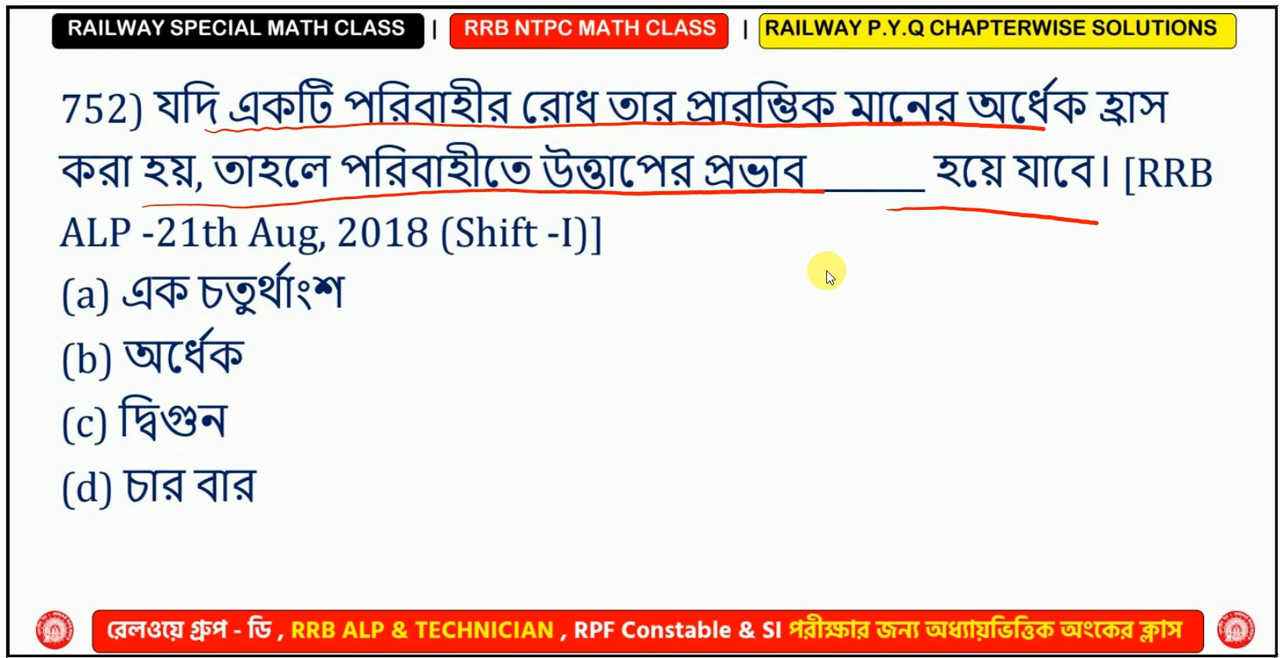 RAILWAY SPECIAL MATH CLASS | RRB NTPC MATH CLASS | RAILWAY P.Y.Q CHAPTERWISE SOLUTIONS
752) যদি একটি পরিবাহীর রোধ তার প্রারম্ভিক মানের অর্ধেক হ্রাস
করা হয়, তাহলে পরিবাহীতে উত্তাপের প্রভাব ______ হয়ে যাবে। [RRB
ALP -21th Aug, 2018 (Shift -I)]
(a) এক চতুর্থাংশ
(b) অর্ধেক
(c) দ্বিগুন
(d) চার বার
রেলওয়ে গ্রুপ - ডি , RRB ALP & TECHNICIAN , RPF Constable & SI পরীক্ষার জন্য অধ্যায়ভিত্তিক অংকের ক্লাস